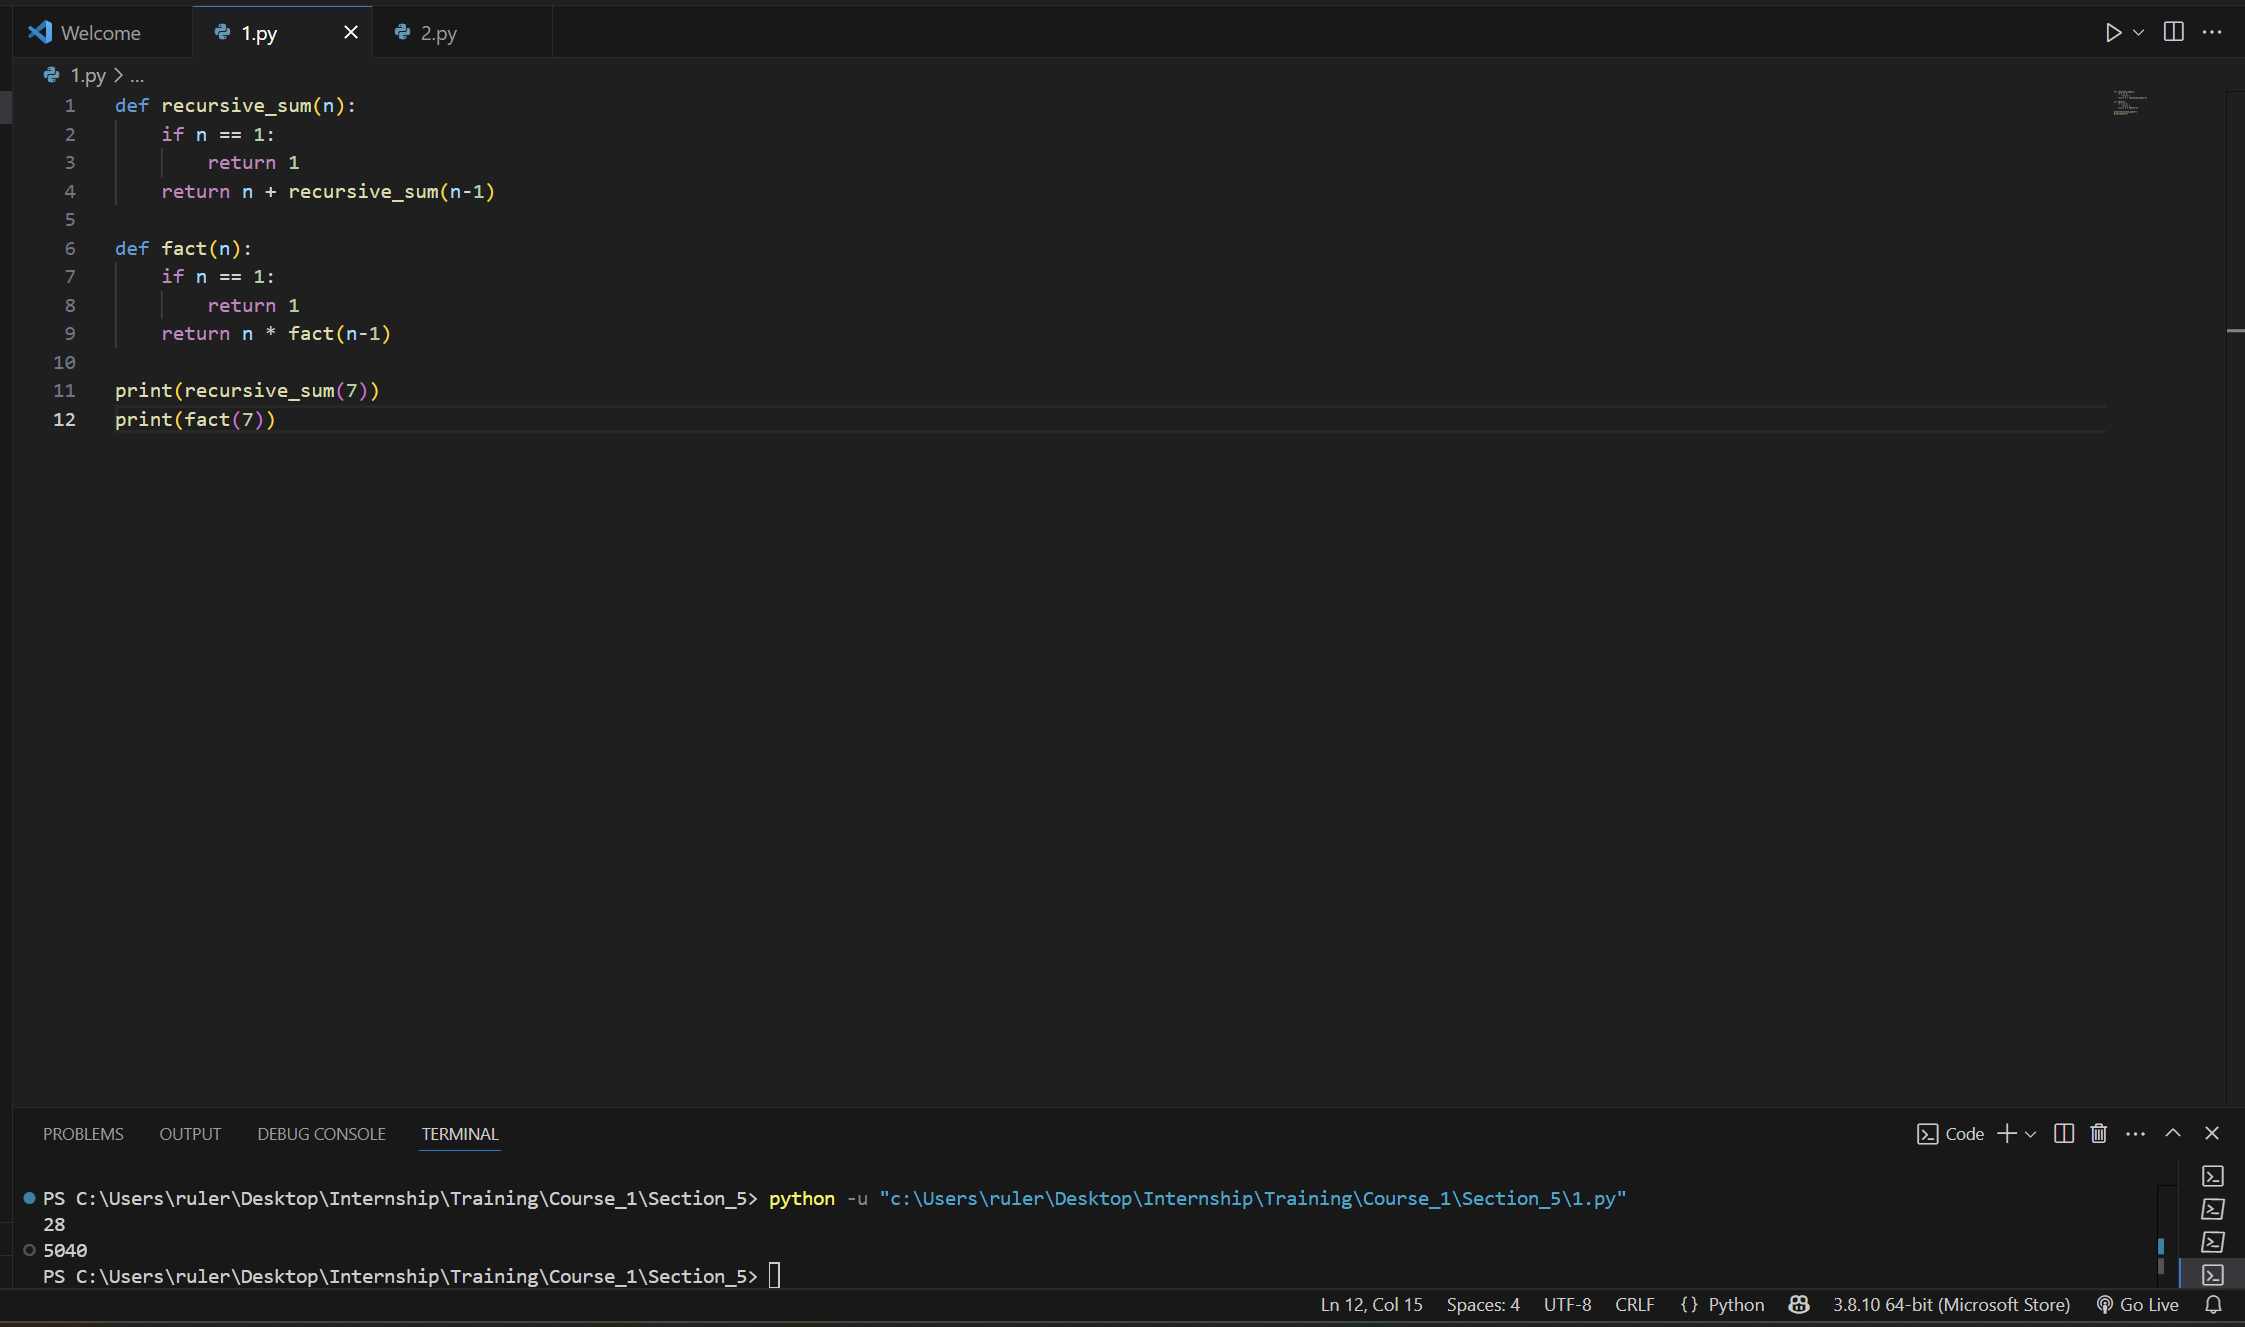 Welcome
1.py
2.py
1.py > ...
1 def recursive_sum(n):
2     if n == 1:
3         return 1
4     return n + recursive_sum(n-1)
5
6 def fact(n):
7     if n == 1:
8         return 1
9     return n * fact(n-1)
10
11 print(recursive_sum(7))
12 print(fact(7))
PROBLEMS OUTPUT DEBUG CONSOLE TERMINAL Code
PS C:\Users\ruler\Desktop\Internship\Training\Course_1\Section_5> python -u "c:\Users\ruler\Desktop\Internship\Training\Course_1\Section_5\1.py"
28
5040
PS C:\Users\ruler\Desktop\Internship\Training\Course_1\Section_5>
Ln 12, Col 15 Spaces: 4 UTF-8 CRLF {} Python 3.8.10 64-bit (Microsoft Store) Go Live